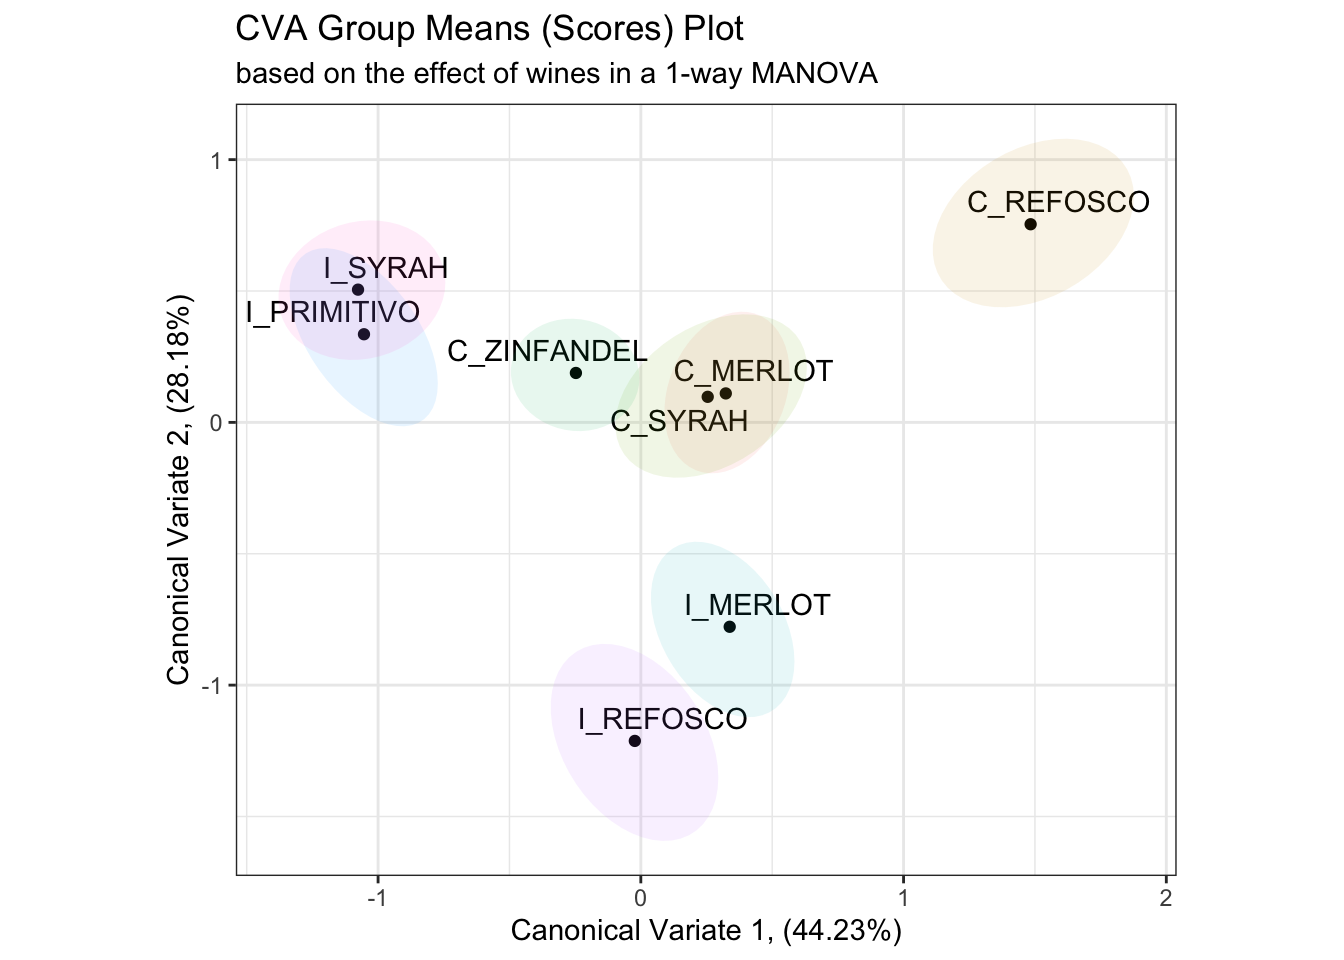 CVA Group Means (Scores) Plot
based on the effect of wines in a 1-way MANOVA
Canonical Variate 2, (28.18%)
1
0
-1
C_REFOSCO
I_SYRAH
I_PRIMITIVO
C_ZINFANDEL
C_MERLOT
C_SYRAH
I_MERLOT
I_REFOSCO
-1
0
1
2
Canonical Variate 1, (44.23%)